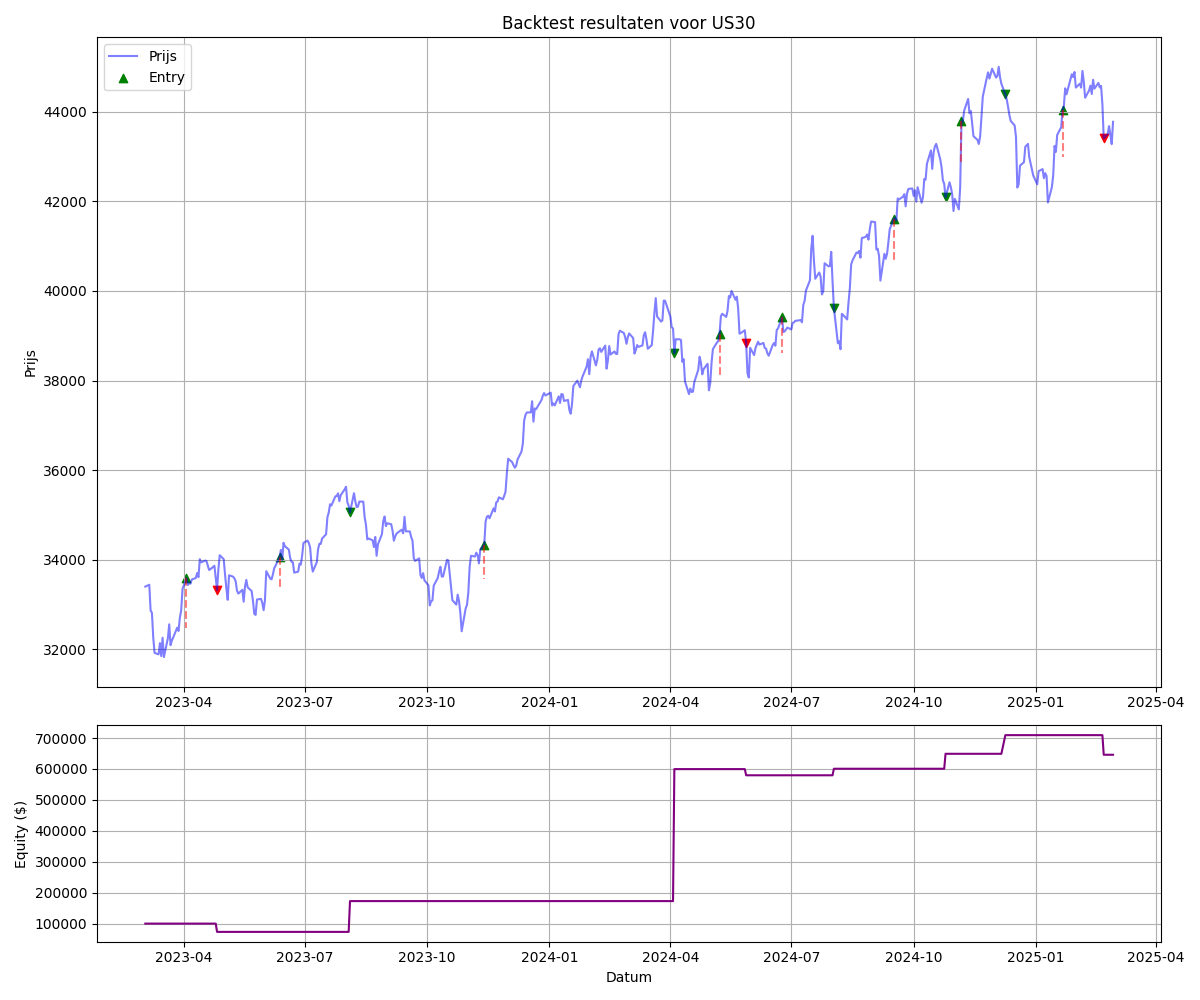 Backtest resultaten voor US30
Prijs
Entry
Prijs
44000
42000
40000
38000
36000
34000
32000
2023-04 2023-07 2023-10 2024-01 2024-04 2024-07 2024-10 2025-01 2025-04
Equity ($)
700000
600000
500000
400000
300000
200000
100000
2023-04 2023-07 2023-10 2024-01 2024-04 2024-07 2024-10 2025-01 2025-04
Datum